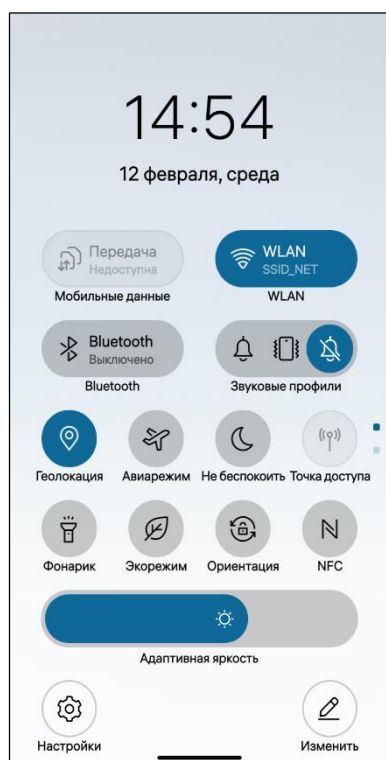 14:54
12 февраля, среда
Передача
Недоступна
WLAN
SSID_NET
Мобильные данные
WLAN
Bluetooth
Выключено
Bluetooth
Звуковые профили
Геолокация
Авиарежим
Не беспокоить
Точка доступа
Фонарик
Экорежим
Ориентация
NFC
Адаптивная яркость
Настройки
Изменить